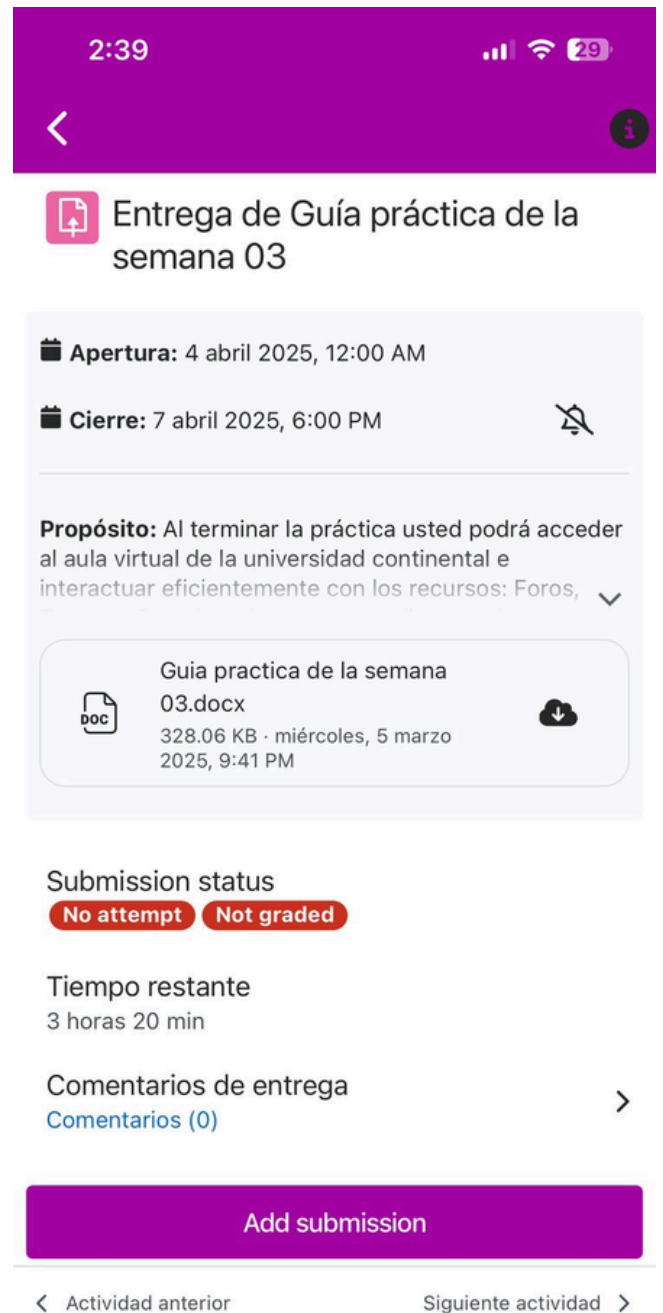 2:39
29
Entrega de Guía práctica de la
semana 03
Apertura: 4 abril 2025, 12:00 AM
Cierre: 7 abril 2025, 6:00 PM
Propósito: Al terminar la práctica usted podrá acceder
al aula virtual de la universidad continental e
interactuar eficientemente con los recursos: Foros,
Guia practica de la semana
03.docx
DOC
328.06 KB · miércoles, 5 marzo
2025, 9:41 PM
Submission status
No attempt Not graded
Tiempo restante
3 horas 20 min
Comentarios de entrega
Comentarios (0)
Add submission
Actividad anterior Siguiente actividad